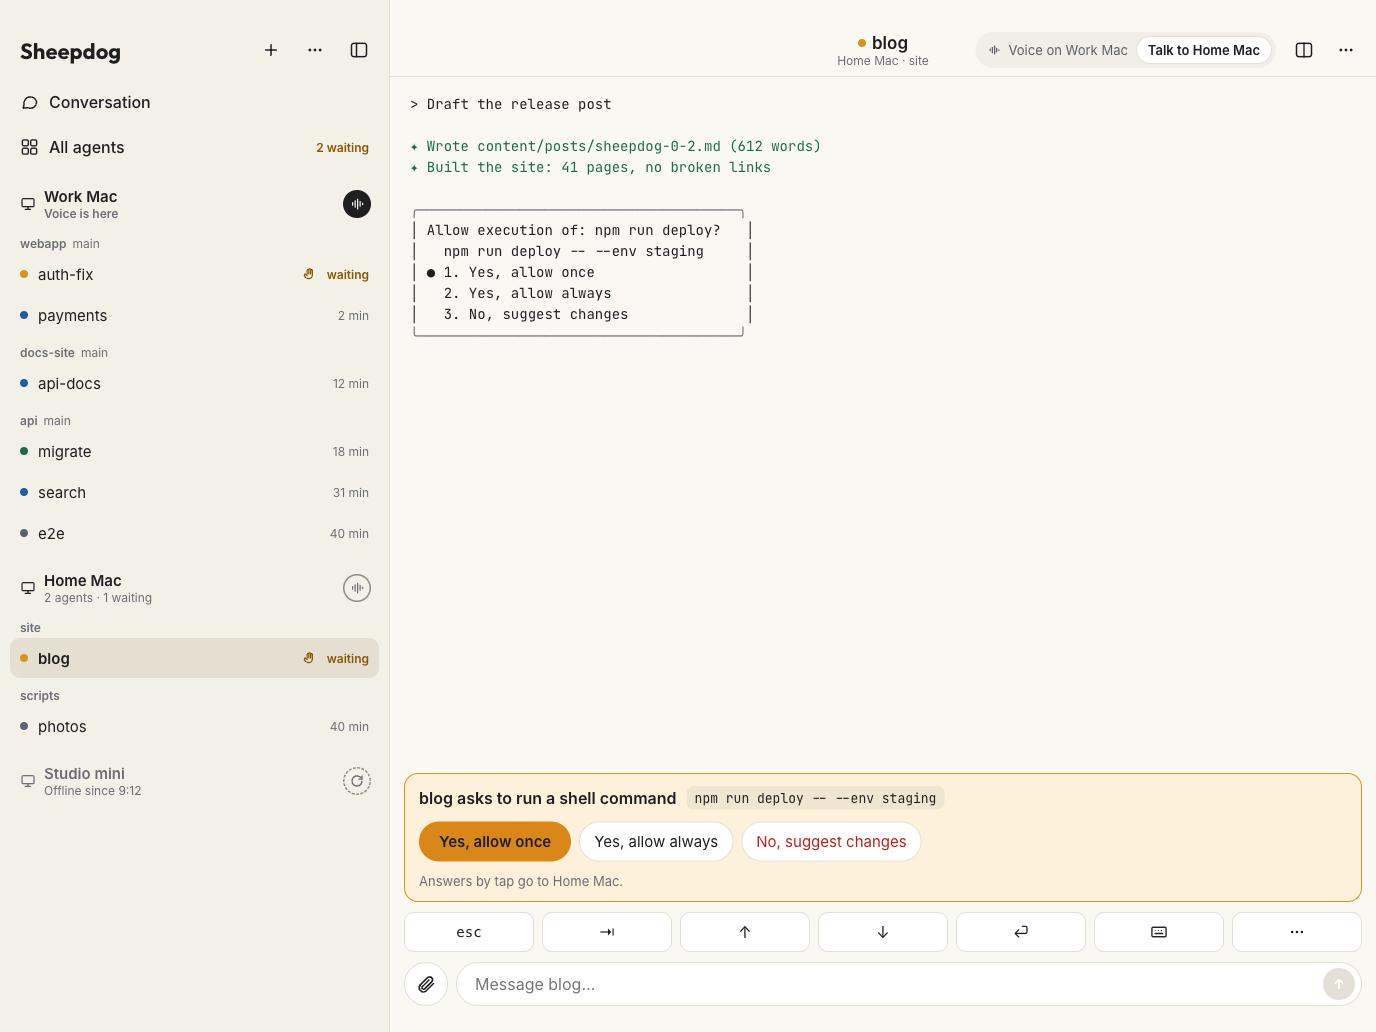 Sheepdog
Conversation
All agents 2 waiting
Work Mac
Voice is here
webapp main
auth-fix waiting
payments 2 min
docs-site main
api-docs 12 min
api main
migrate 18 min
search 31 min
e2e 40 min
Home Mac
2 agents · 1 waiting
site
blog waiting
scripts
photos 40 min
Studio mini
Offline since 9:12
blog
Home Mac · site
Voice on Work Mac Talk to Home Mac
> Draft the release post
✦ Wrote content/posts/sheepdog-0-2.md (612 words)
✦ Built the site: 41 pages, no broken links
Allow execution of: npm run deploy?
npm run deploy -- --env staging
● 1. Yes, allow once
2. Yes, allow always
3. No, suggest changes
blog asks to run a shell command npm run deploy -- --env staging
Yes, allow once Yes, allow always No, suggest changes
Answers by tap go to Home Mac.
esc
Message blog...